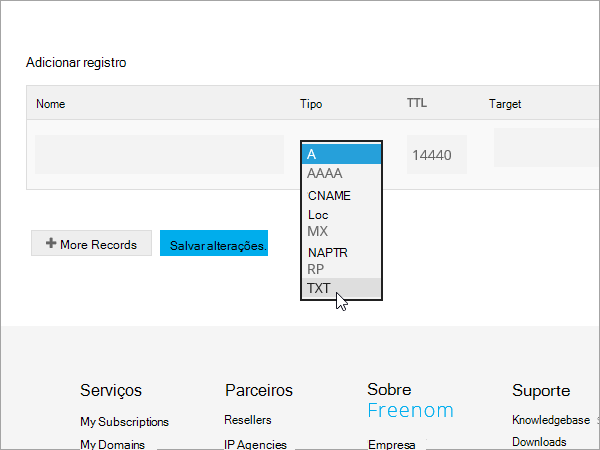 Adicionar registro
Nome Tipo TTL Target
A 14440
AAAA
CNAME
Loc
MX
NAPTR
RP
TXT
More Records Salvar alterações.
Serviços Parceiros Sobre Freenom Suporte
My Subscriptions Resellers Knowledgebase
My Domains IP Agencies Empresa Downloads